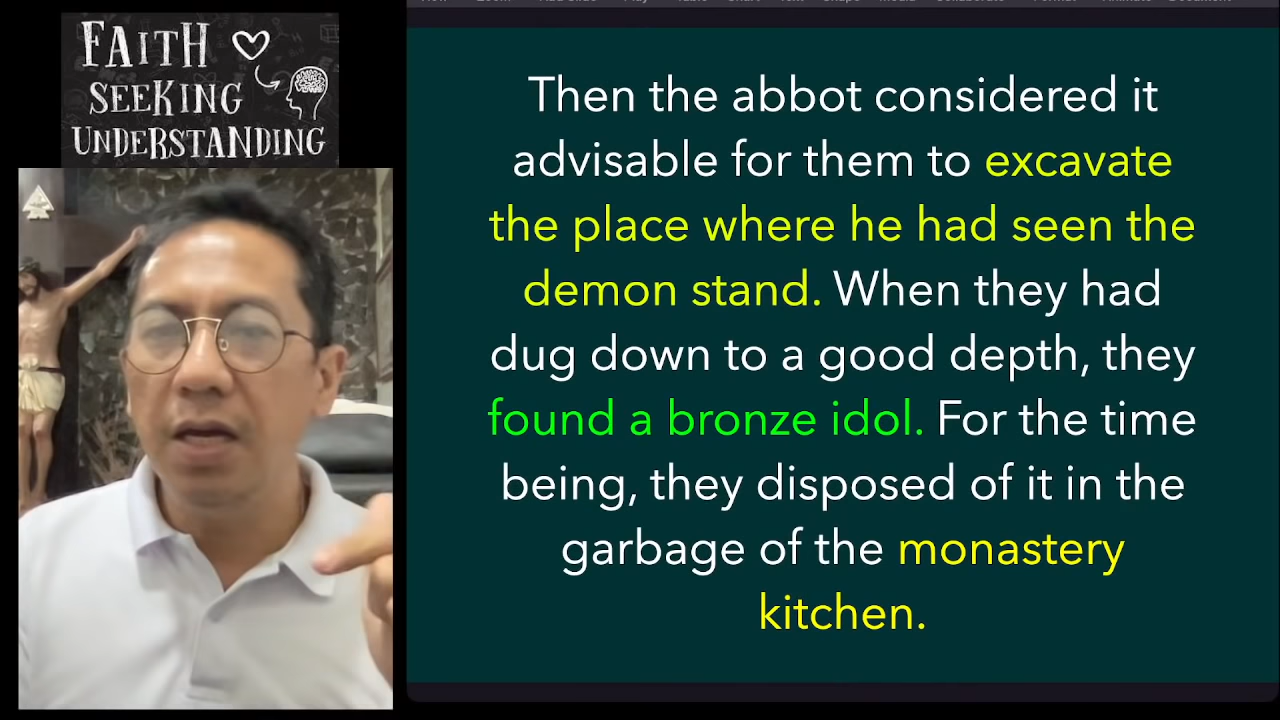 FAITH
SEEKING
UNDERSTANDING
Then the abbot considered it
advisable for them to excavate
the place where he had seen the
demon stand. When they had
dug down to a good depth, they
found a bronze idol. For the time
being, they disposed of it in the
garbage of the monastery
kitchen.